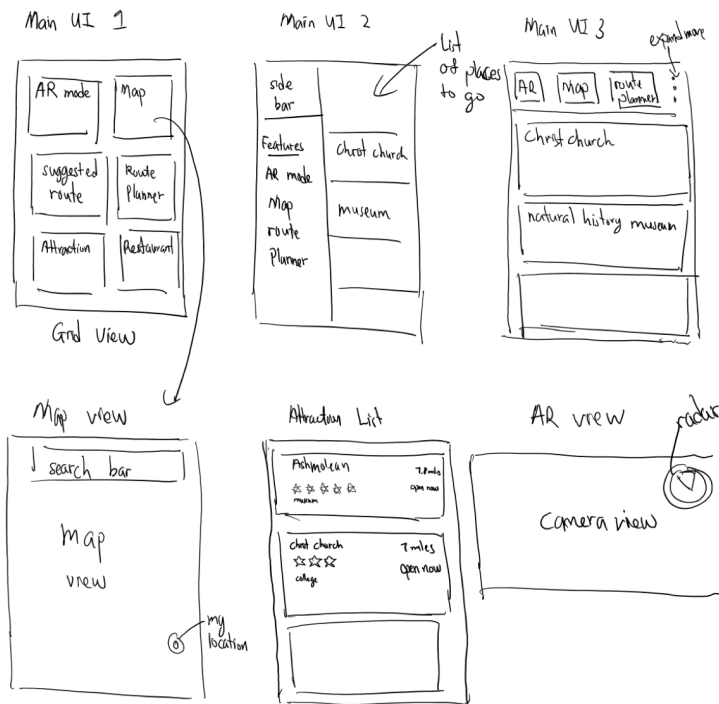 Main UI 1
AR mode
Map
suggested
route
Route
Planner
Attraction
Restaurant
Grid View
Main UI 2
List
of places
to go
side
bar
Features
AR mode
Map
route
Planner
Christ church
museum
Main UI 3
expand more
AR
Map
route
planner
Christ church
natural history museum
Map view
search bar
Map
view
my
location
Attraction List
Ashmolean
7.8 miles
open now
museum
Christ church
7 miles
open now
college
AR view
radar
Camera view